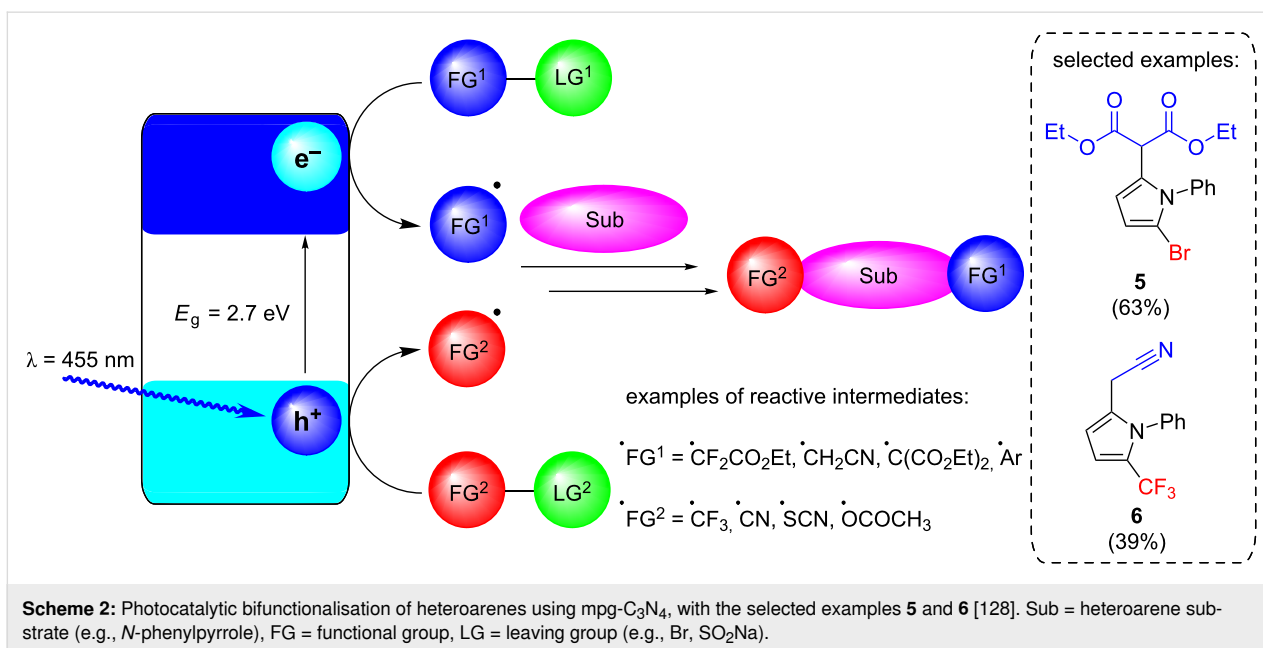 FG¹ LG¹
e⁻
FG¹•
Sub
E_g = 2.7 eV
λ = 455 nm
h⁺
FG²•
FG² LG²
FG² Sub FG¹
examples of reactive intermediates:
•FG¹ = •CF₂CO₂Et, •CH₂CN, •C(CO₂Et)₂, •Ar
•FG² = •CF₃, •CN, •SCN, •OCOCH₃
selected examples:
O O
Et O O Et
N Ph
Br
5
(63%)
N
N Ph
CF₃
6
(39%)
Scheme 2: Photocatalytic bifunctionalisation of heteroarenes using mpg-C₃N₄, with the selected examples 5 and 6 [128]. Sub = heteroarene sub-
strate (e.g., N-phenylpyrrole), FG = functional group, LG = leaving group (e.g., Br, SO₂Na).